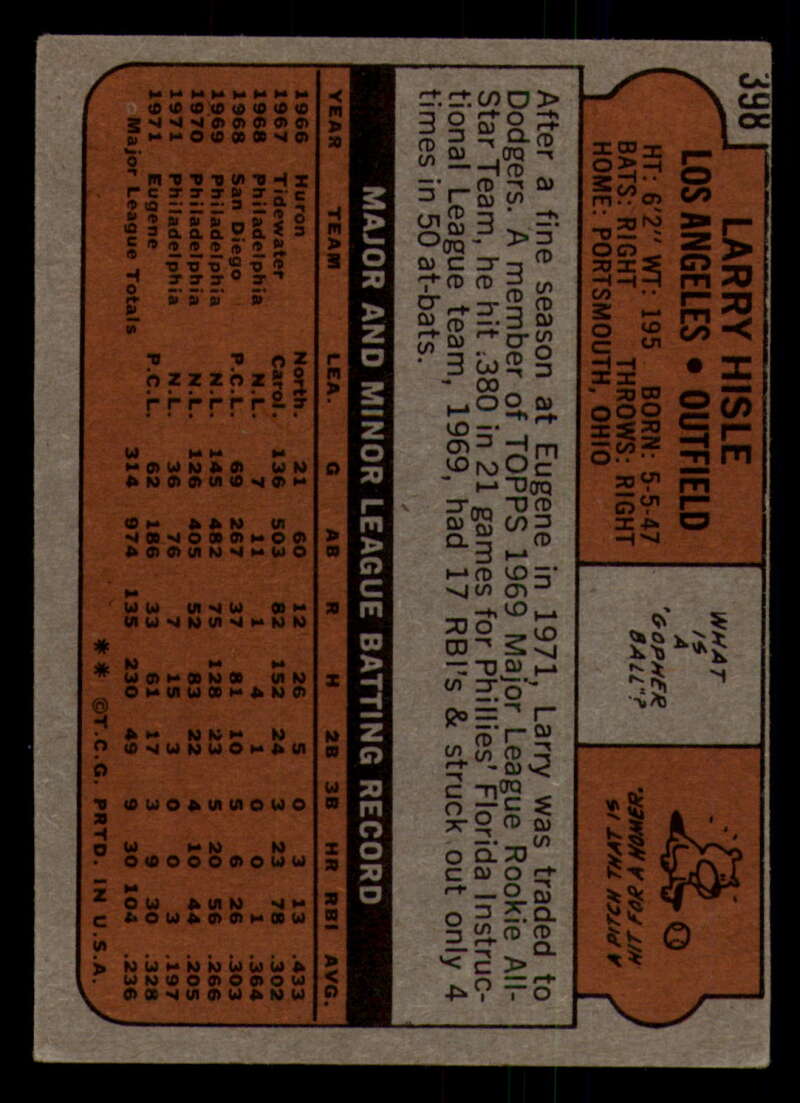 398
LARRY HISLE
LOS ANGELES • OUTFIELD
HT: 6'2" WT: 195 BORN: 5-5-47
BATS: RIGHT THROWS: RIGHT
HOME: PORTSMOUTH, OHIO
WHAT
IS
A
"GOPHER
BALL"?
A PITCH THAT IS
HIT FOR A HOMER.
After a fine season at Eugene in 1971, Larry was traded to
Dodgers. A member of TOPPS 1969 Major League Rookie All-
Star Team, he hit .380 in 21 games for Phillies' Florida Instruc-
tional League team, 1969, had 17 RBI's & struck out only 4
times in 50 at-bats.
MAJOR AND MINOR LEAGUE BATTING RECORD
YEAR TEAM LEA. G AB R H 2B 3B HR RBI AVG.
1966 Huron North. 21 60 12 26 5 0 3 13 .433
1967 Tidewater Carol. 136 503 82 152 24 3 23 78 .302
1968 Philadelphia N.L. 7 11 1 4 1 0 0 1 .364
1968 San Diego P.C.L. 69 267 37 81 10 5 6 26 .303
1969 Philadelphia N.L. 145 482 75 128 23 5 20 56 .266
1970 Philadelphia N.L. 126 405 52 83 22 4 10 44 .205
1971 Philadelphia N.L. 36 76 7 15 3 0 0 3 .197
1971 Eugene P.C.L. 62 186 33 61 17 3 9 30 .328
Major League Totals 314 974 135 230 49 9 30 104 .236
** ©T.C.G. PRTD. IN U.S.A.